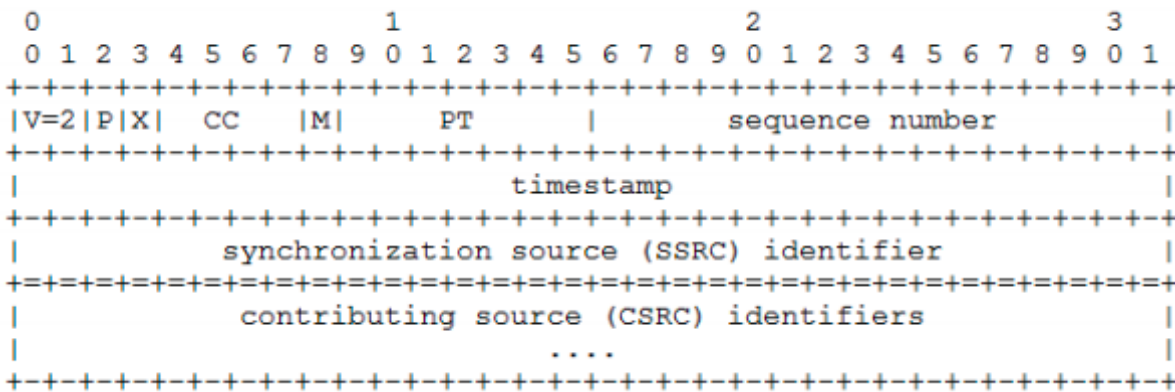 0                   1                   2                   3
 0 1 2 3 4 5 6 7 8 9 0 1 2 3 4 5 6 7 8 9 0 1 2 3 4 5 6 7 8 9 0 1
+-+-+-+-+-+-+-+-+-+-+-+-+-+-+-+-+-+-+-+-+-+-+-+-+-+-+-+-+-+-+-+-+
|V=2|P|X|  CC   |M|     PT      |       sequence number         |
+-+-+-+-+-+-+-+-+-+-+-+-+-+-+-+-+-+-+-+-+-+-+-+-+-+-+-+-+-+-+-+-+
|                           timestamp                           |
+-+-+-+-+-+-+-+-+-+-+-+-+-+-+-+-+-+-+-+-+-+-+-+-+-+-+-+-+-+-+-+-+
|           synchronization source (SSRC) identifier            |
+=+=+=+=+=+=+=+=+=+=+=+=+=+=+=+=+=+=+=+=+=+=+=+=+=+=+=+=+=+=+=+=+
|            contributing source (CSRC) identifiers             |
|                             ....                              |
+-+-+-+-+-+-+-+-+-+-+-+-+-+-+-+-+-+-+-+-+-+-+-+-+-+-+-+-+-+-+-+-+